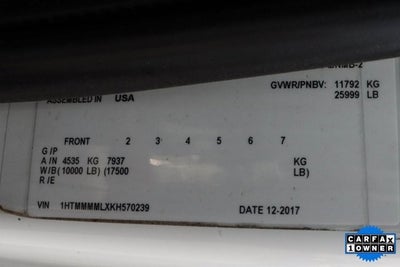 ASSEMBLED IN USA
GVWR/PNBV: 11792 KG
25999 LB
FRONT 2 3 4 5 6 7
G/P
A/N 4535 KG 7937 KG
W/B (10000 LB) (17500 LB)
R/E
VIN 1HTMMMMLXKH570239 DATE 12-2017
CARFAX
1 OWNER